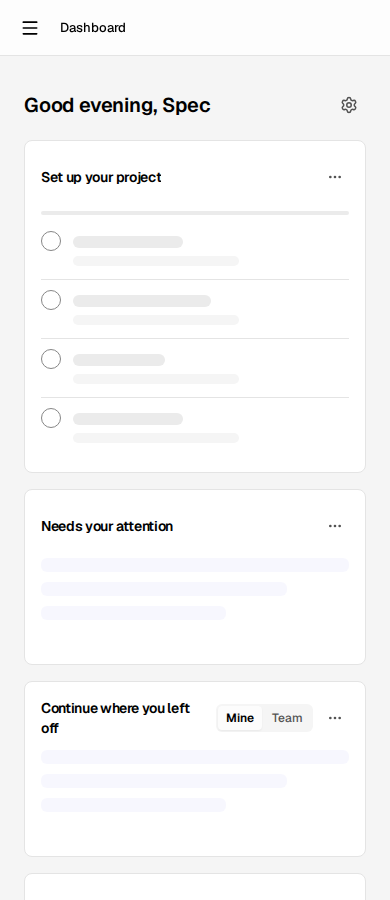 Dashboard
Good evening, Spec
Set up your project
Needs your attention
Continue where you left
off
Mine
Team